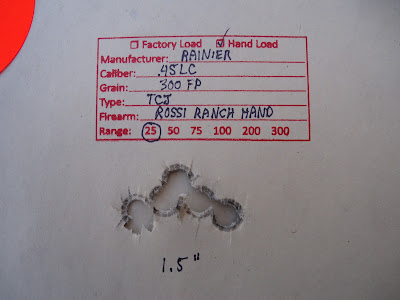 ☐ Factory Load ☑ Hand Load
Manufacturer: RAINIER
Caliber: .45LC
Grain: 300 FP
Type: TCJ
Firearm: ROSSI RANCH HAND
Range: 25 50 75 100 200 300
1.5"